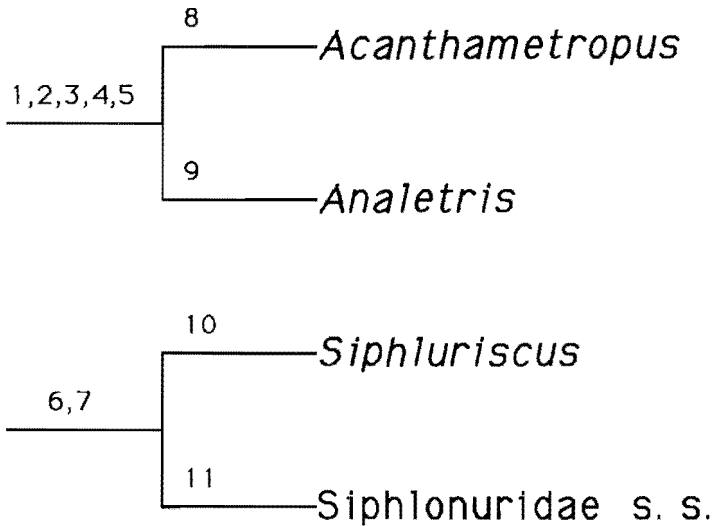 8
Acanthametropus
1,2,3,4,5
9
Analetris
10
Siphluriscus
6,7
11
Siphlonuridae s. s.